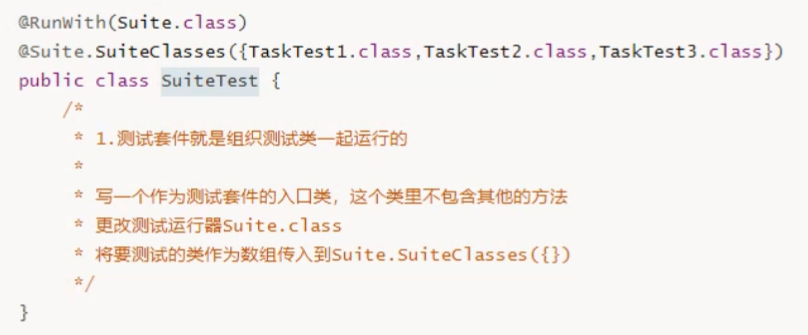 @RunWith(Suite.class)
@Suite.SuiteClasses({TaskTest1.class,TaskTest2.class,TaskTest3.class})
public class SuiteTest {
/*
* 1.测试套件就是组织测试类一起运行的
*
* 写一个作为测试套件的入口类，这个类里不包含其他的方法
* 更改测试运行器Suite.class
* 将要测试的类作为数组传入到Suite.SuiteClasses({})
*/
}